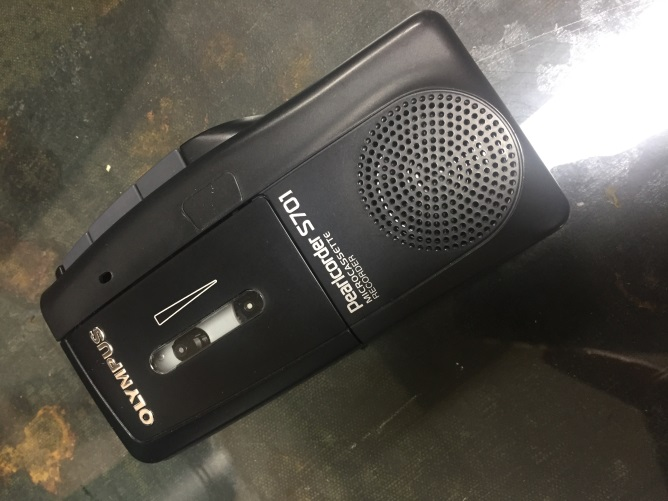 OLYMPUS
Pearlcorder S701
MICROCASSETTE
RECORDER